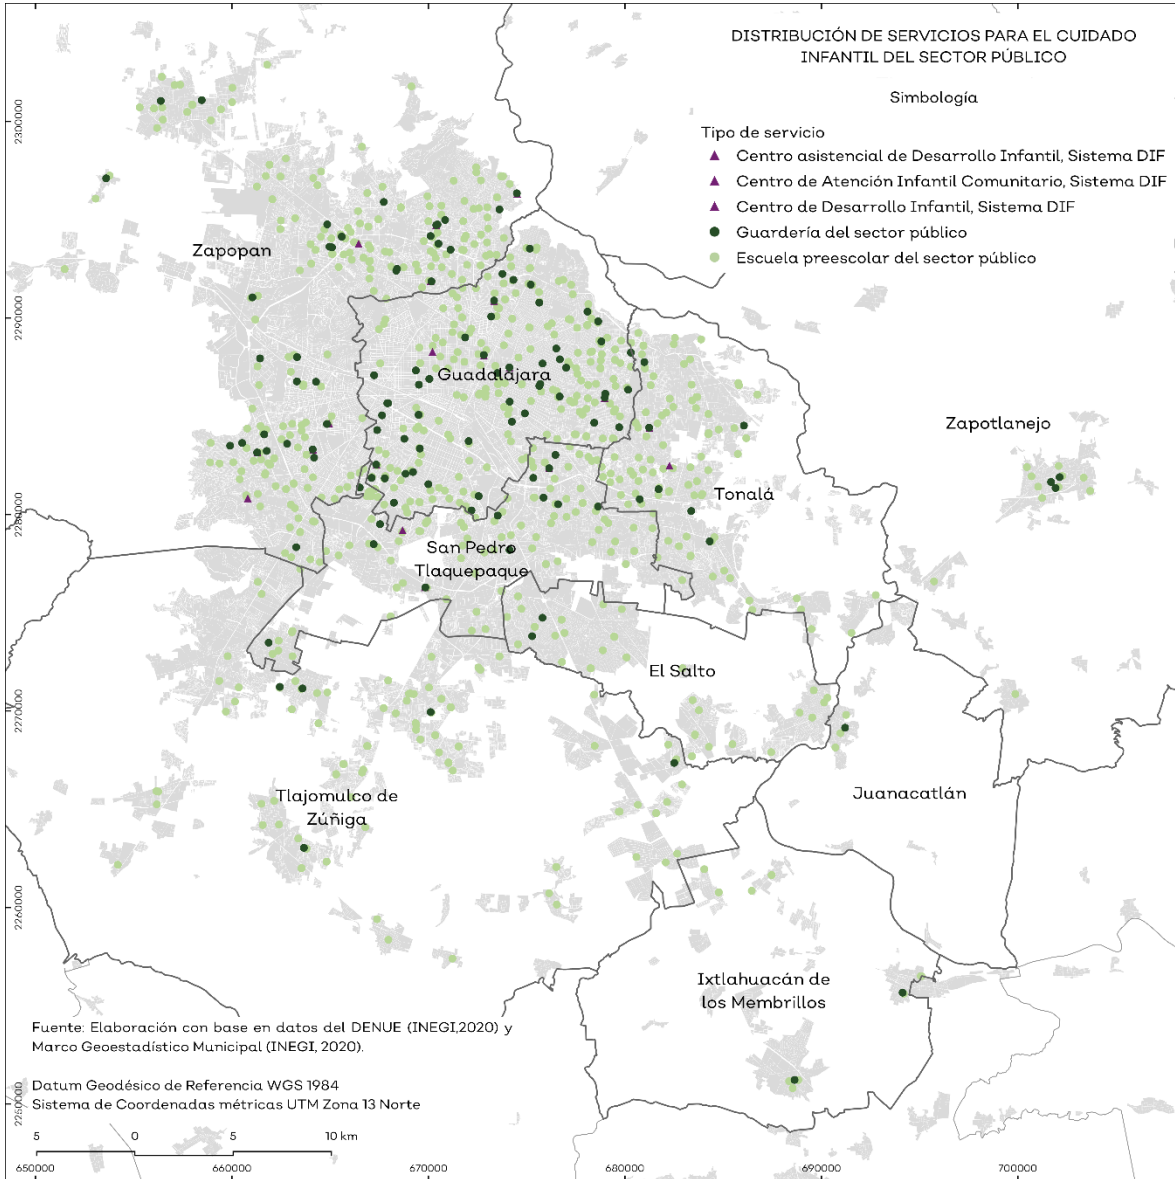 DISTRIBUCIÓN DE SERVICIOS PARA EL CUIDADO
INFANTIL DEL SECTOR PÚBLICO
Simbología
Tipo de servicio
Centro asistencial de Desarrollo Infantil, Sistema DIF
Centro de Atención Infantil Comunitario, Sistema DIF
Centro de Desarrollo Infantil, Sistema DIF
Guardería del sector público
Escuela preescolar del sector público
Zapopan
Guadalajara
Zapotlanejo
Tonalá
San Pedro
Tlaquepaque
El Salto
Tlajomulco de
Zúñiga
Juanacatlán
Ixtlahuacán de
los Membrillos
2300000
2290000
2280000
2270000
2260000
2250000
Fuente: Elaboración con base en datos del DENUE (INEGI,2020) y
Marco Geoestadístico Municipal (INEGI, 2020).
Datum Geodésico de Referencia WGS 1984
Sistema de Coordenadas métricas UTM Zona 13 Norte
5 0 5 10 km
650000 660000 670000 680000 690000 700000